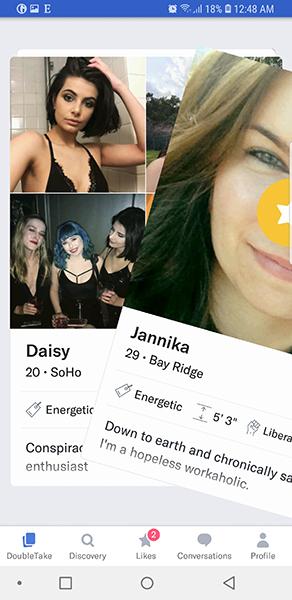 18% 12:48 AM
Daisy
20 • SoHo
Energetic
Conspirac
enthusiast
Jannika
29 • Bay Ridge
Energetic 5' 3" Libera
Down to earth and chronically sa
I'm a hopeless workaholic.
2
DoubleTake Discovery Likes Conversations Profile